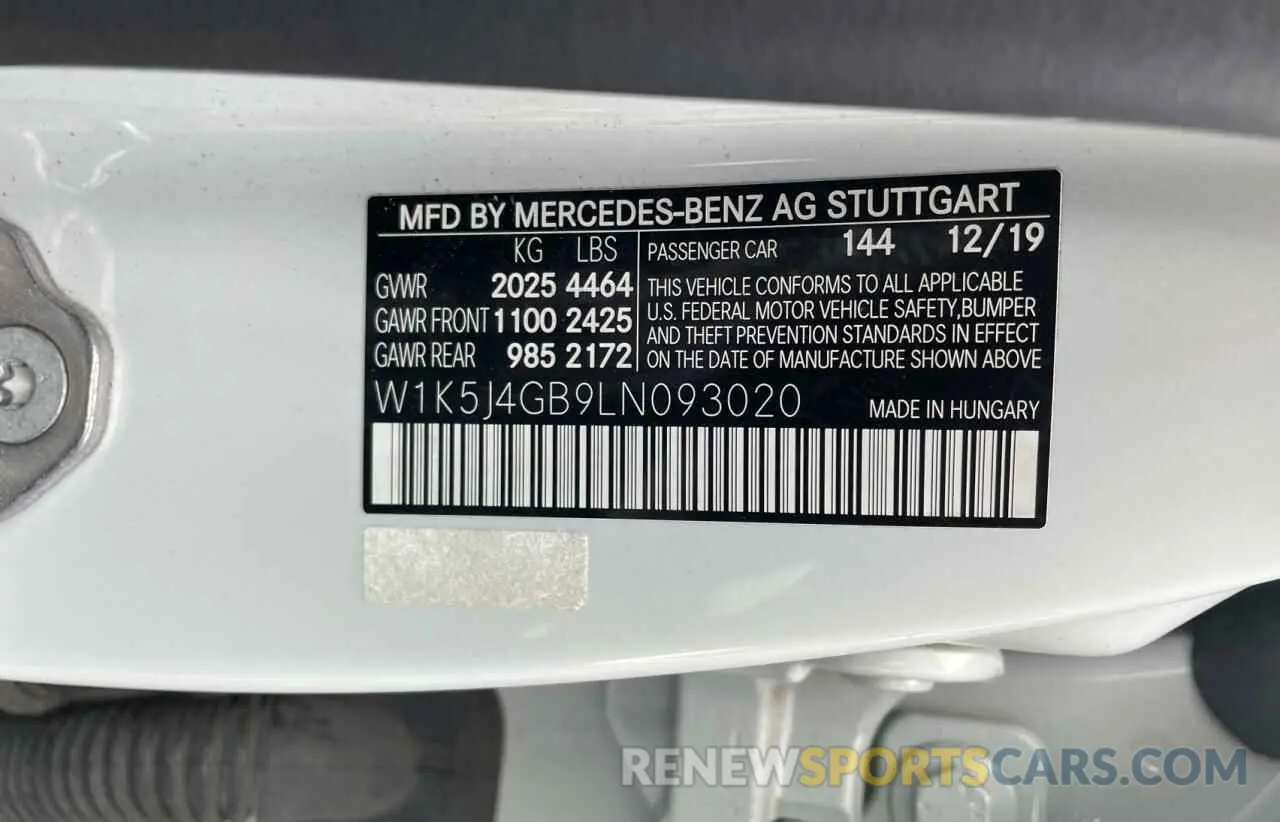 MFD BY MERCEDES-BENZ AG STUTTGART
KG LBS
PASSENGER CAR 144 12/19
GVWR 2025 4464
GAWR FRONT 1100 2425
GAWR REAR 985 2172
THIS VEHICLE CONFORMS TO ALL APPLICABLE
U.S. FEDERAL MOTOR VEHICLE SAFETY,BUMPER
AND THEFT PREVENTION STANDARDS IN EFFECT
ON THE DATE OF MANUFACTURE SHOWN ABOVE
W1K5J4GB9LN093020
MADE IN HUNGARY
RENEWSPORTSCARS.COM